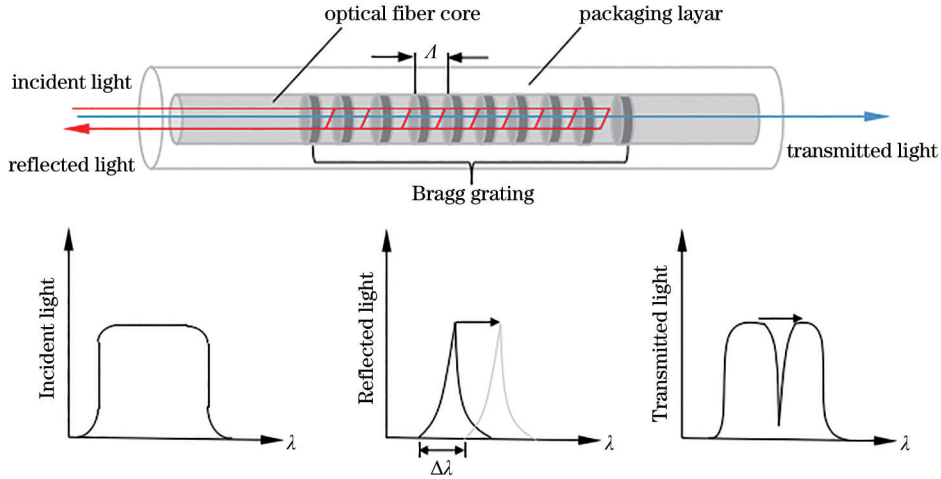 optical fiber core
packaging layar
Λ
incident light
reflected light
transmitted light
Bragg grating
Incident light
λ
Reflected light
λ
Δλ
Transmitted light
λ